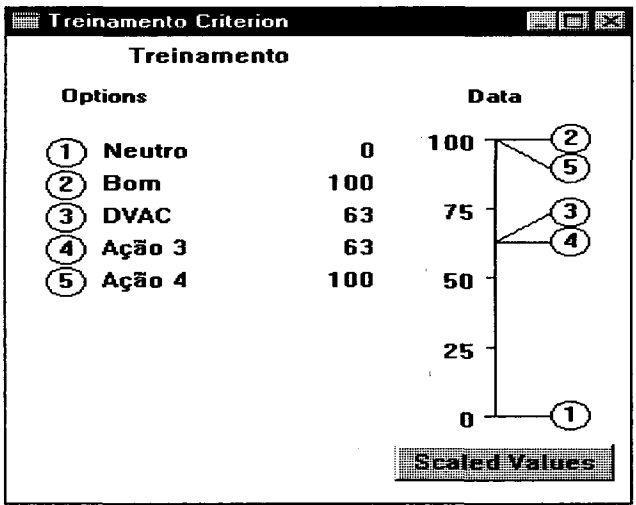 Treinamento Criterion
Treinamento
Options Data
1 Neutro 0
2 Bom 100
3 DVAC 63
4 Ação 3 63
5 Ação 4 100
100 2
5
75 3
4
50
25
0 1
Scaled Values